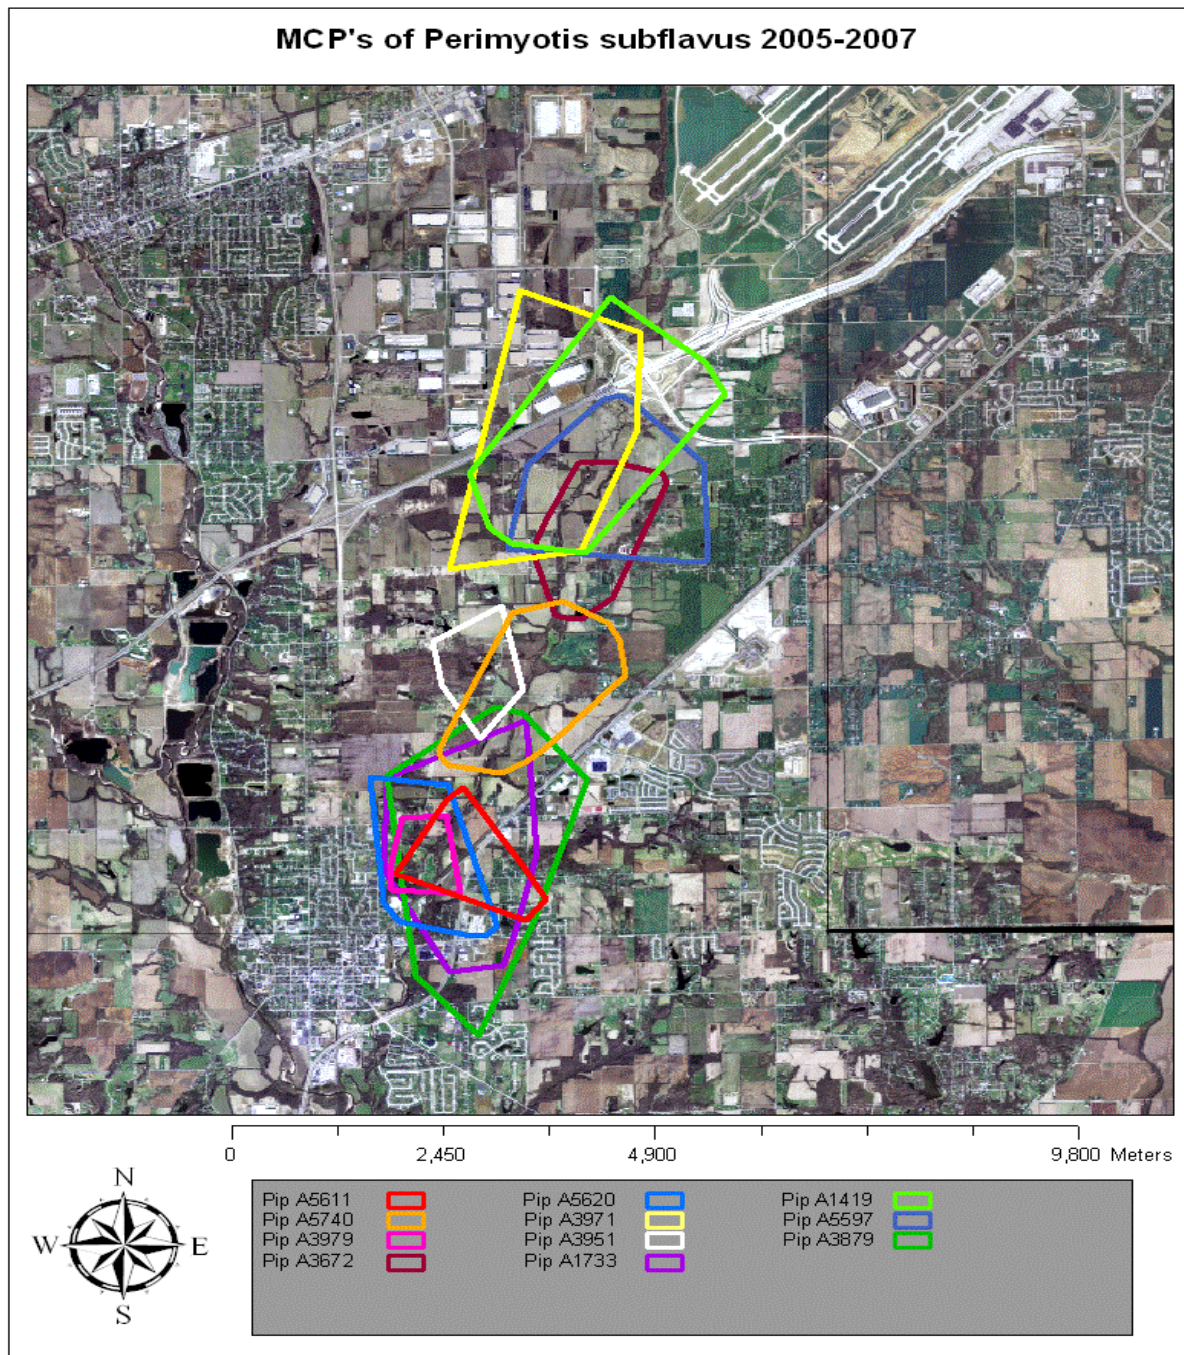 MCP's of Perimyotis subflavus 2005-2007
0 2,450 4,900 9,800 Meters
N
W E
S
Pip A5611 Pip A5620 Pip A1419
Pip A5740 Pip A3971 Pip A5597
Pip A3979 Pip A3951 Pip A3879
Pip A3672 Pip A1733